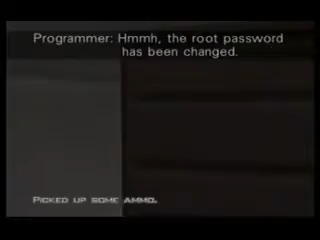 Programmer: Hmmh, the root password
has been changed.
Picked up some ammo.